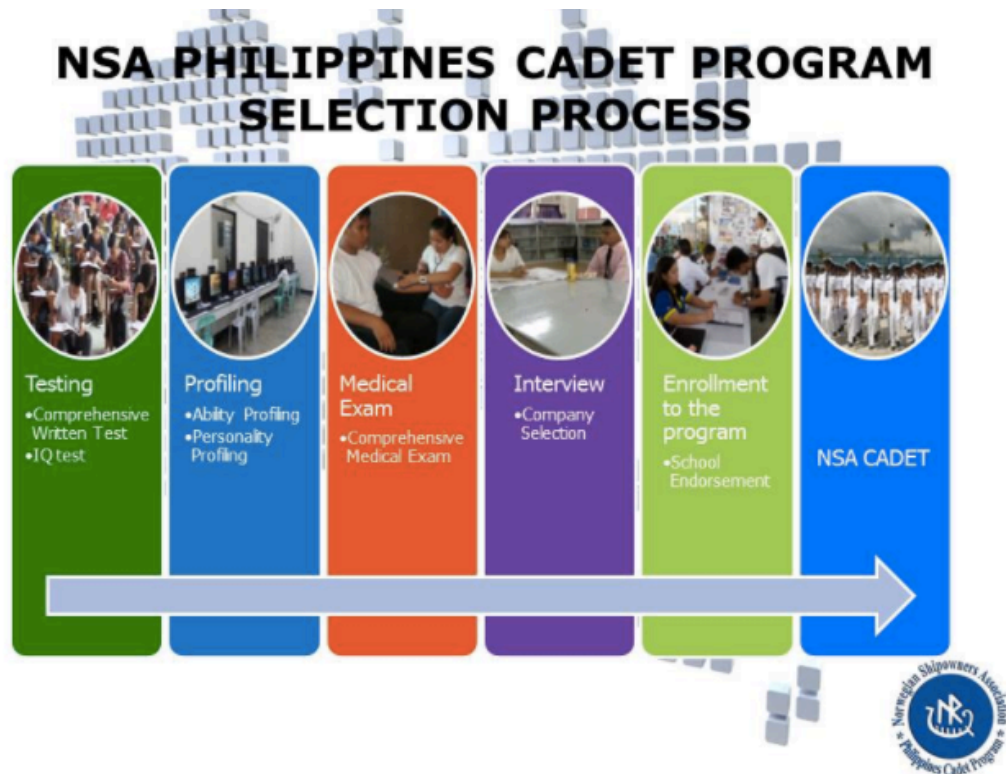 NSA PHILIPPINES CADET PROGRAM
SELECTION PROCESS
Testing
•Comprehensive
Written Test
•IQ test
Profiling
•Ability Profiling
•Personality
Profiling
Medical
Exam
•Comprehensive
Medical Exam
Interview
•Company
Selection
Enrollment
to the
program
•School
Endorsement
NSA CADET
Norwegian Shipowners Association
Philippines Cadet Program